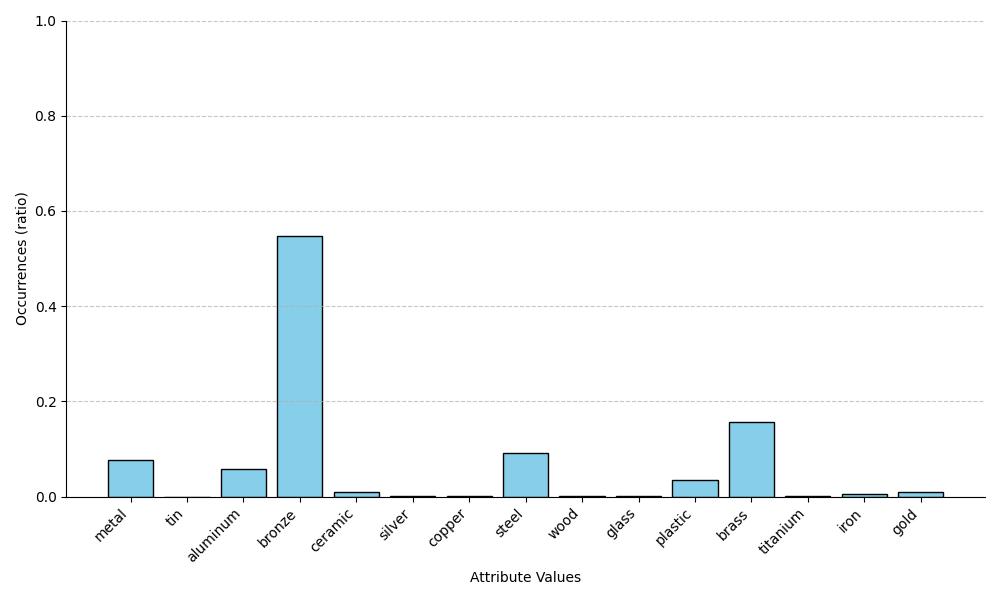 1.0
0.8
0.6
0.4
0.2
0.0
Occurrences (ratio)
metal
tin
aluminum
bronze
ceramic
silver
copper
steel
wood
glass
plastic
brass
titanium
iron
gold
Attribute Values